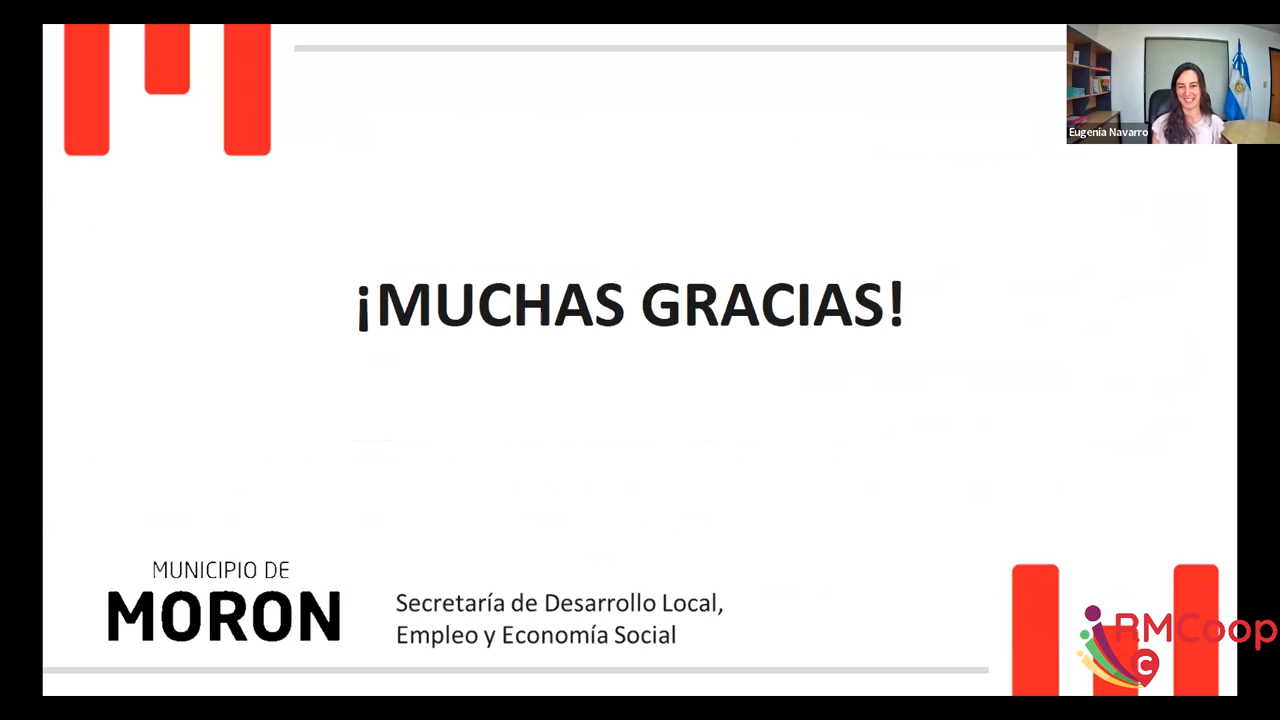 Eugenia Navarro
¡MUCHAS GRACIAS!
MUNICIPIO DE
MORON
Secretaría de Desarrollo Local,
Empleo y Economía Social
RMCoop
C